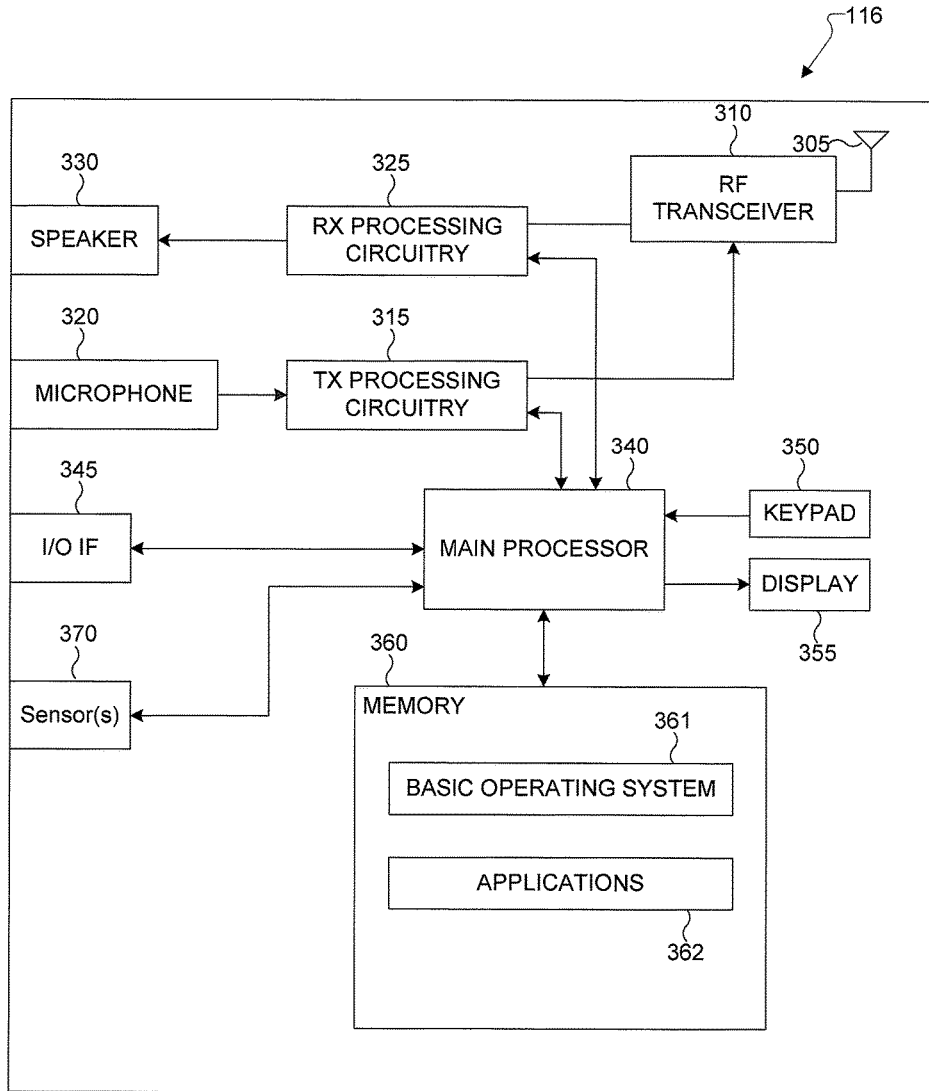 116
310
305
330
325
RF
TRANSCEIVER
SPEAKER
RX PROCESSING
CIRCUITRY
320
315
MICROPHONE
TX PROCESSING
CIRCUITRY
345
340
350
I/O IF
MAIN PROCESSOR
KEYPAD
DISPLAY
355
370
360
Sensor(s)
MEMORY
361
BASIC OPERATING SYSTEM
APPLICATIONS
362